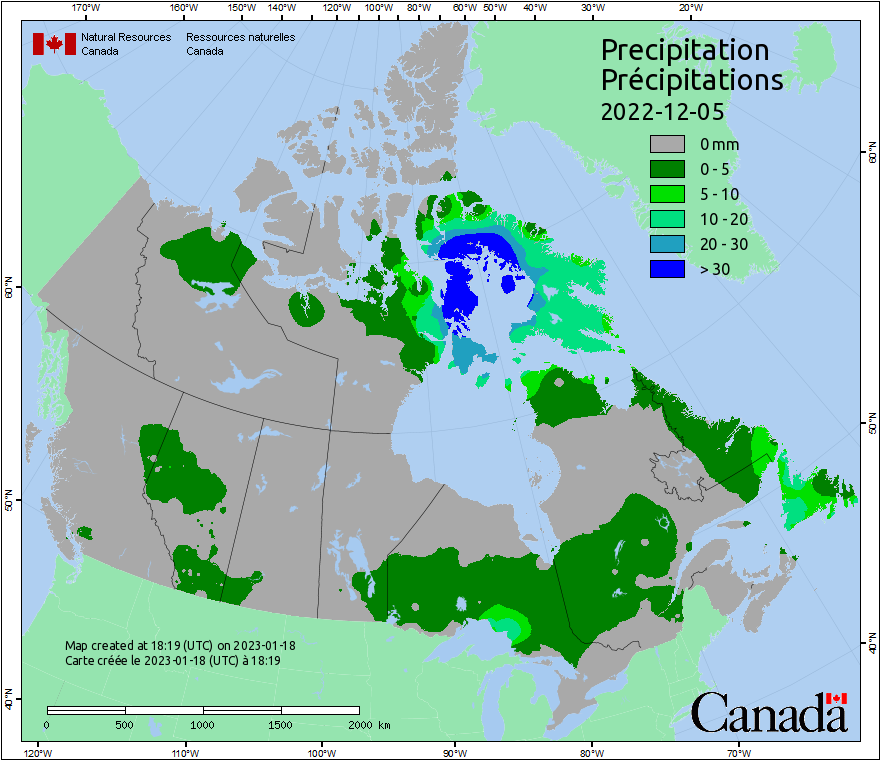 170°W 160°W 150°W 140°W 130°W 120°W 110°W 100°W 90°W 80°W 60°W 50°W 40°W 30°W 20°W
Natural Resources Ressources naturelles
Canada Canada
Precipitation
Précipitations
2022-12-05
0 mm
60°N
0 - 5
5 - 10
10 - 20
20 - 30
> 30
60°N
50°N
50°N
40°N
Map created at 18:19 (UTC) on 2023-01-18
Carte créée le 2023-01-18 (UTC) à 18:19
40°N
Canada
0 500 1000 1500 2000 km
120°W 110°W 100°W 90°W 80°W 70°W